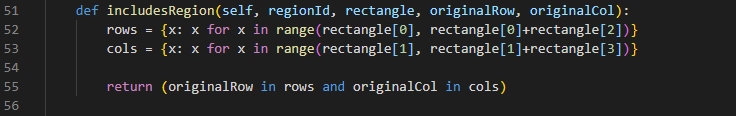 51 def includesRegion(self, regionId, rectangle, originalRow, originalCol):
52 rows = {x: x for x in range(rectangle[0], rectangle[0]+rectangle[2])}
53 cols = {x: x for x in range(rectangle[1], rectangle[1]+rectangle[3])}
54
55 return (originalRow in rows and originalCol in cols)
56